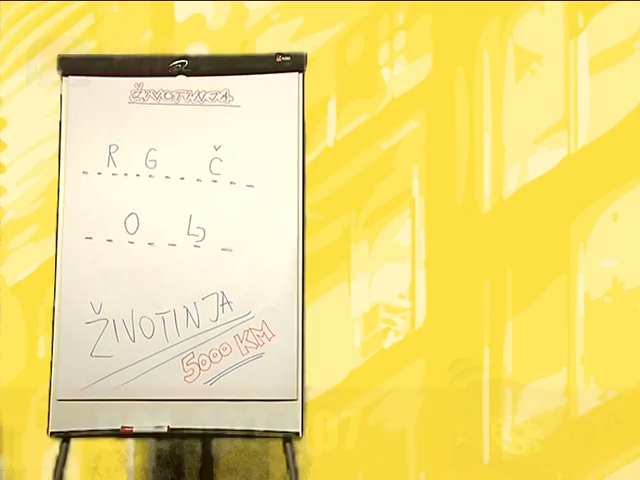 ŽIVOTINJA
R G Č
O Ь
ŽIVOTINJA
5000 KM